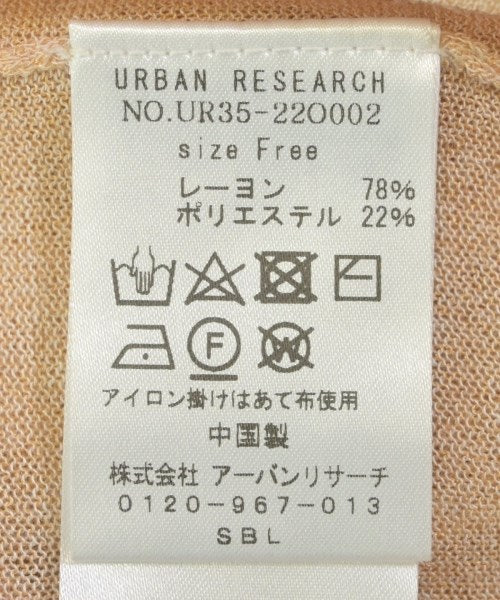 URBAN RESEARCH
NO.UR35-22O002
size Free
レーヨン 78%
ポリエステル 22%
F W
アイロン掛けはあて布使用
中国製
株式会社 アーバンリサーチ
0120-967-013
SBL